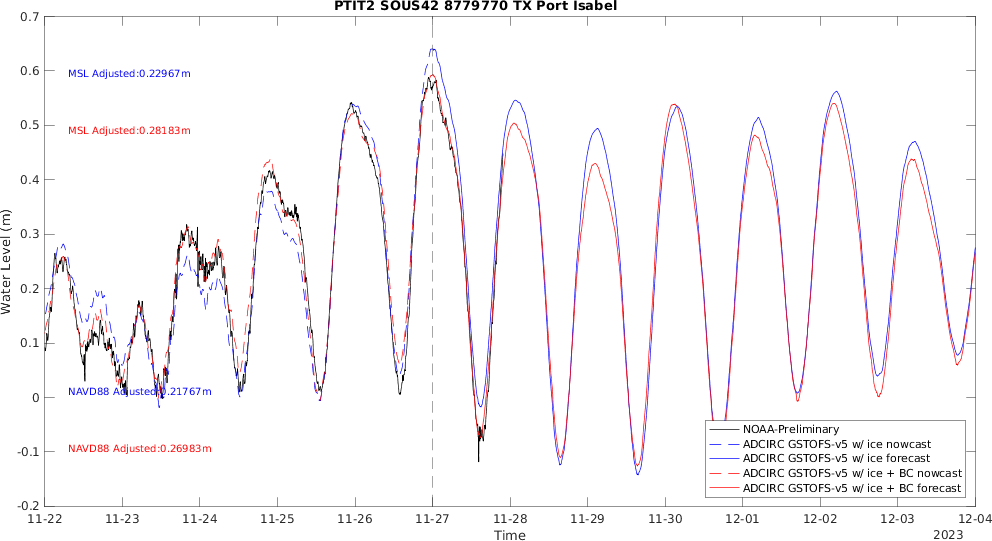 PTIT2 SOUS42 8779770 TX Port Isabel
0.7
0.6
0.5
0.4
0.3
0.2
0.1
0
-0.1
-0.2
Water Level (m)
MSL Adjusted:0.22967m
MSL Adjusted:0.28183m
NAVD88 Adjusted:0.21767m
NAVD88 Adjusted:0.26983m
NOAA-Preliminary
ADCIRC GSTOFS-v5 w/ ice nowcast
ADCIRC GSTOFS-v5 w/ ice forecast
ADCIRC GSTOFS-v5 w/ ice + BC nowcast
ADCIRC GSTOFS-v5 w/ ice + BC forecast
11-22 11-23 11-24 11-25 11-26 11-27 11-28 11-29 11-30 12-01 12-02 12-03 12-04
Time
2023